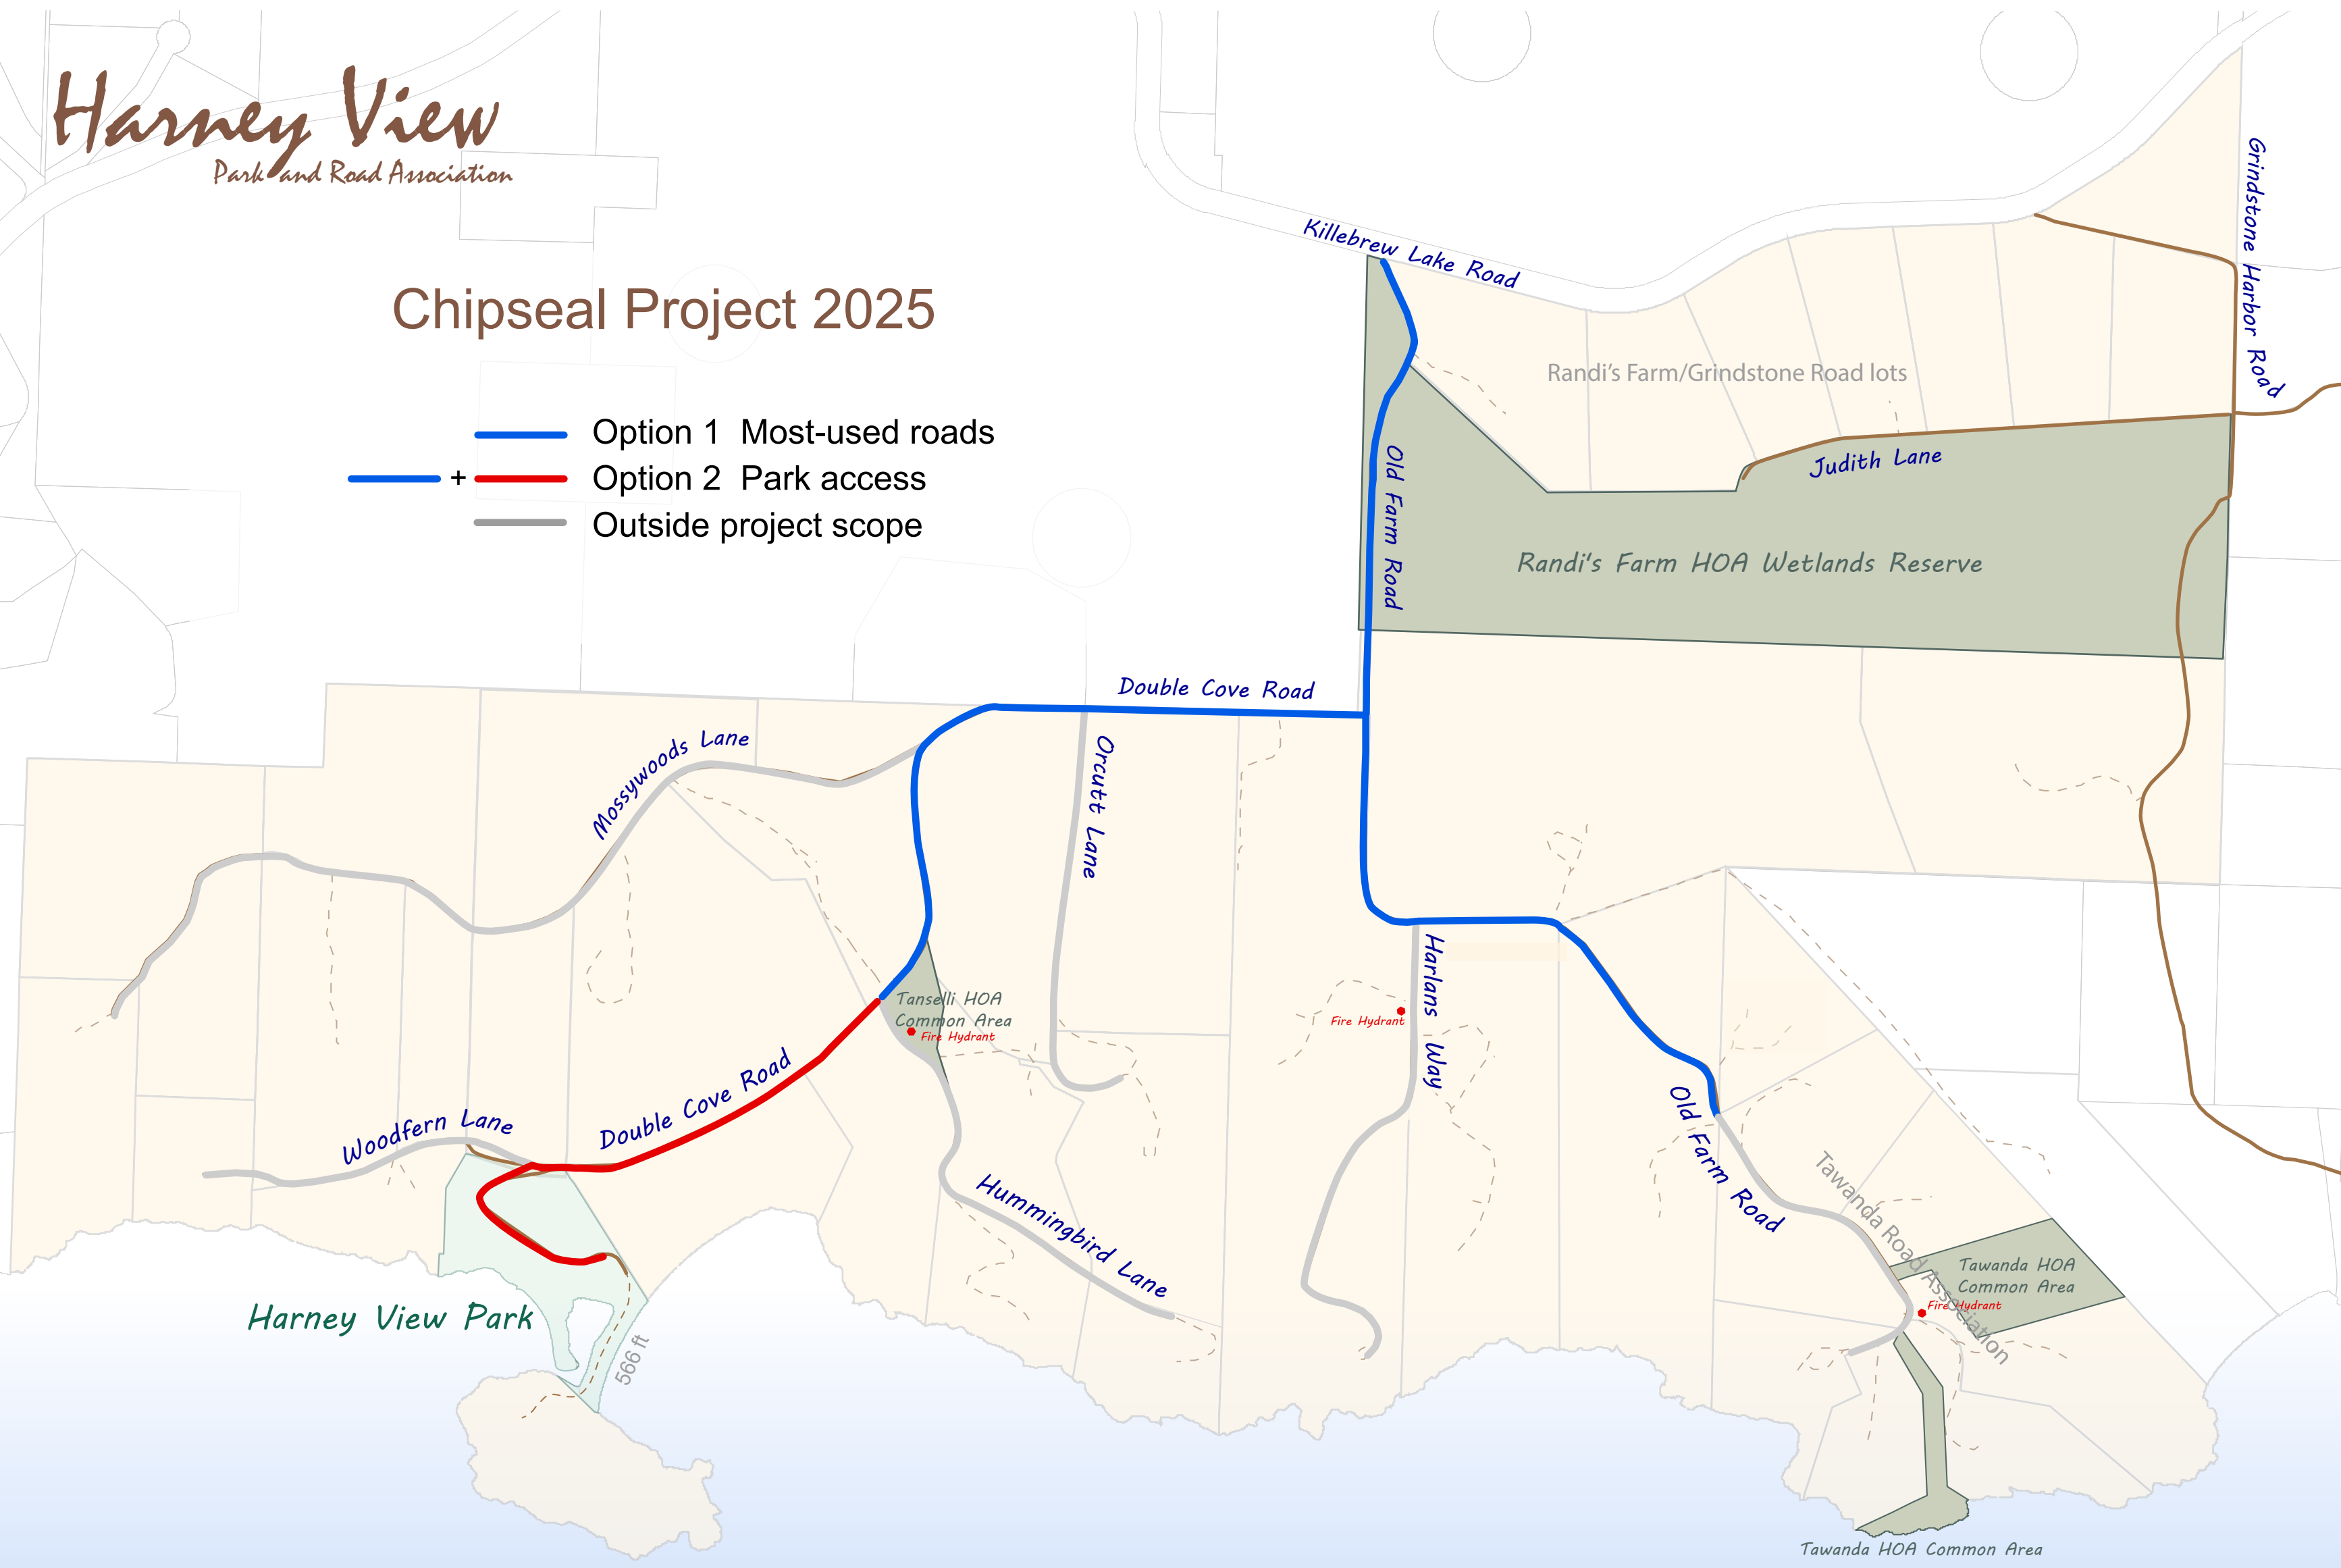 Harney View
Park and Road Association
Chipseal Project 2025
Option 1 Most-used roads
+ Option 2 Park access
Outside project scope
Killebrew Lake Road
Grindstone Harbor Road
Randi's Farm/Grindstone Road lots
Judith Lane
Old Farm Road
Randi's Farm HOA Wetlands Reserve
Double Cove Road
Mossywoods Lane
Orcutt Lane
Harlans Way
Tanselli HOA
Common Area
Fire Hydrant
Fire Hydrant
Double Cove Road
Woodfern Lane
Old Farm Road
Hummingbird Lane
Tawanda Road Association
Tawanda HOA
Common Area
Fire Hydrant
Harney View Park
566 ft
Tawanda HOA Common Area